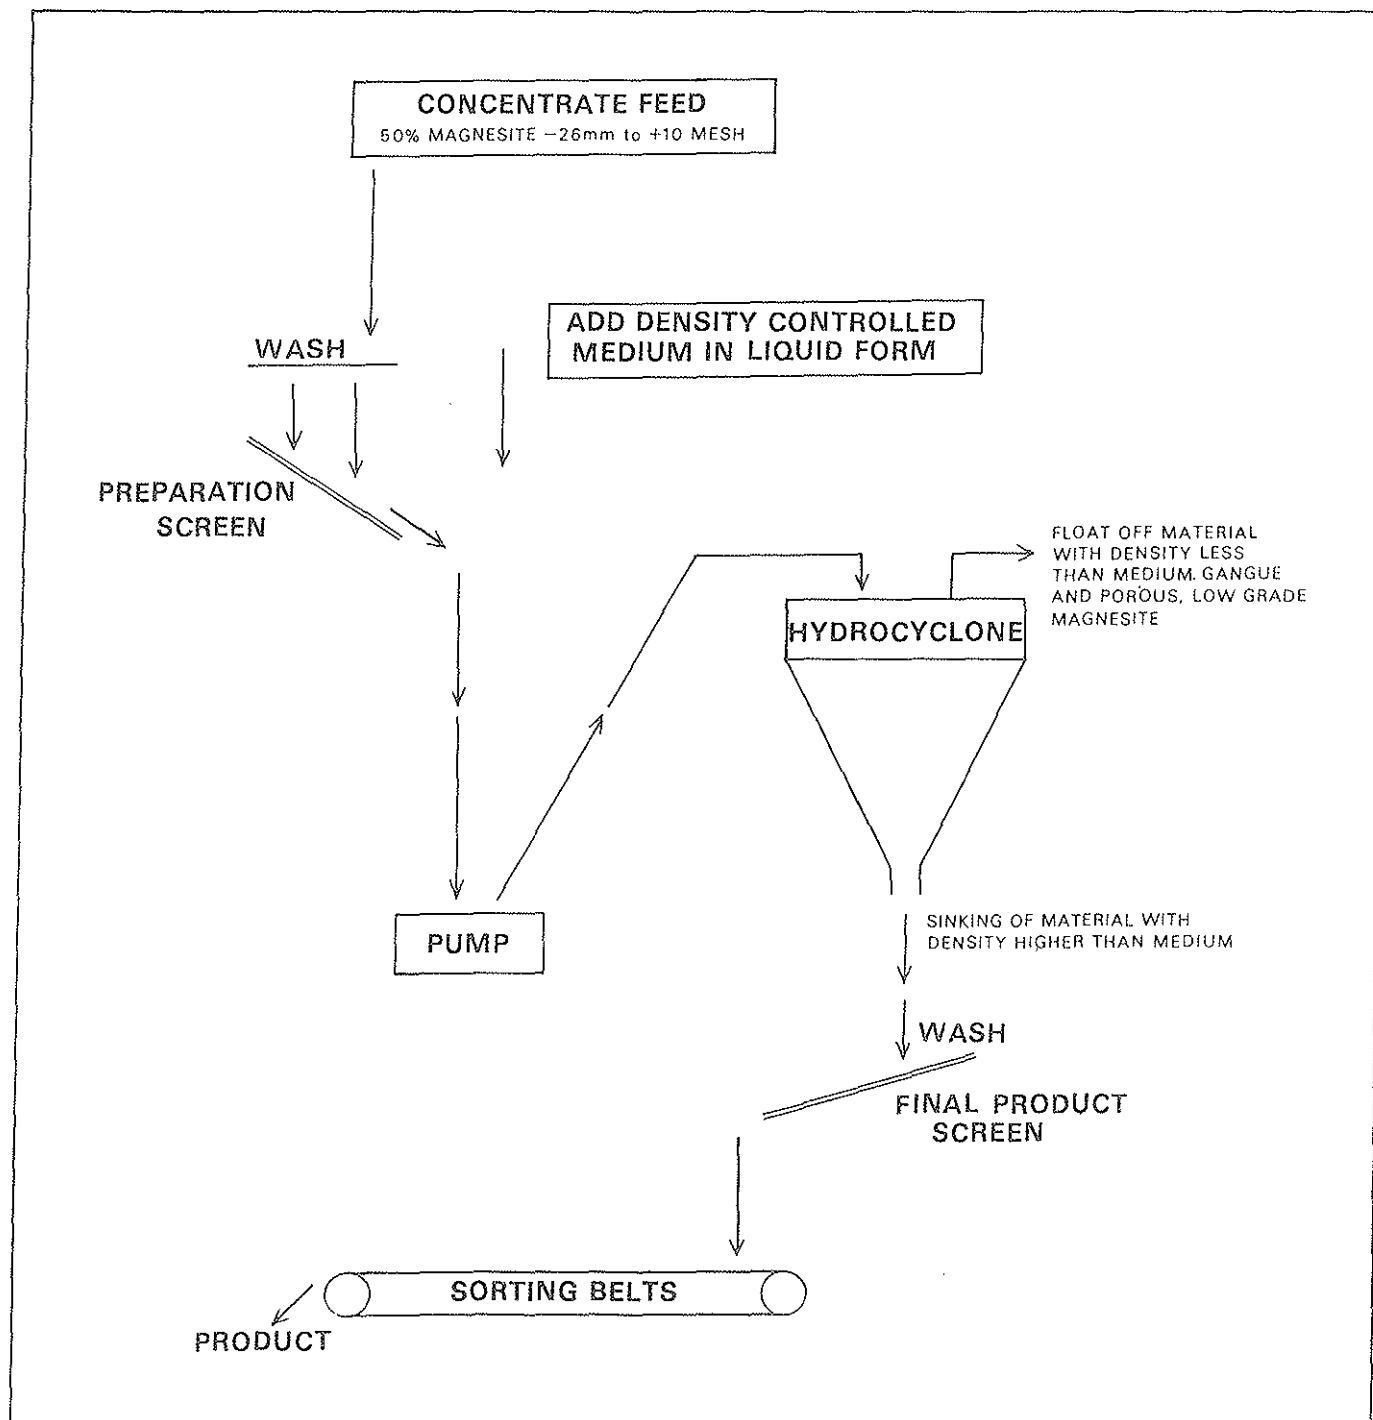 CONCENTRATE FEED
50% MAGNESITE −26mm to +10 MESH
ADD DENSITY CONTROLLED
MEDIUM IN LIQUID FORM
WASH
PREPARATION
SCREEN
FLOAT OFF MATERIAL
WITH DENSITY LESS
THAN MEDIUM. GANGUE
AND POROUS, LOW GRADE
MAGNESITE
HYDROCYCLONE
PUMP
SINKING OF MATERIAL WITH
DENSITY HIGHER THAN MEDIUM
WASH
FINAL PRODUCT
SCREEN
SORTING BELTS
PRODUCT